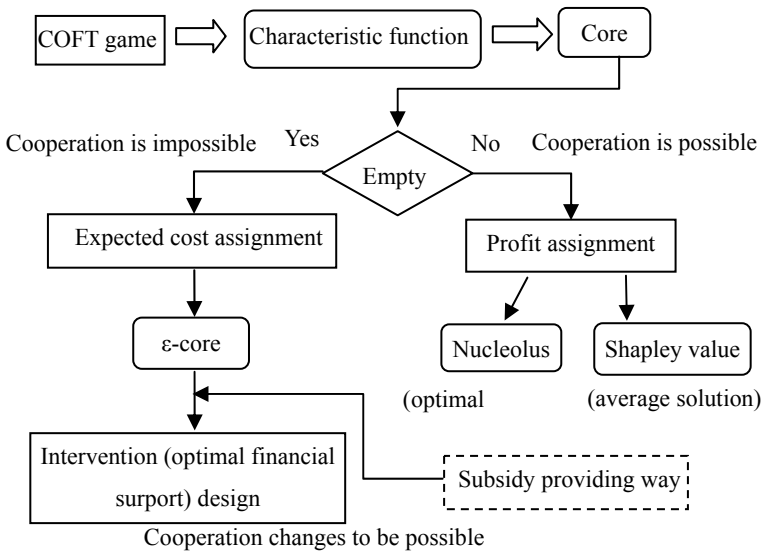 COFT game
Characteristic function
Core
Cooperation is impossible
Yes
No
Cooperation is possible
Empty
Expected cost assignment
Profit assignment
ε-core
Nucleolus
Shapley value
(optimal
(average solution)
Intervention (optimal financial
surport) design
Subsidy providing way
Cooperation changes to be possible